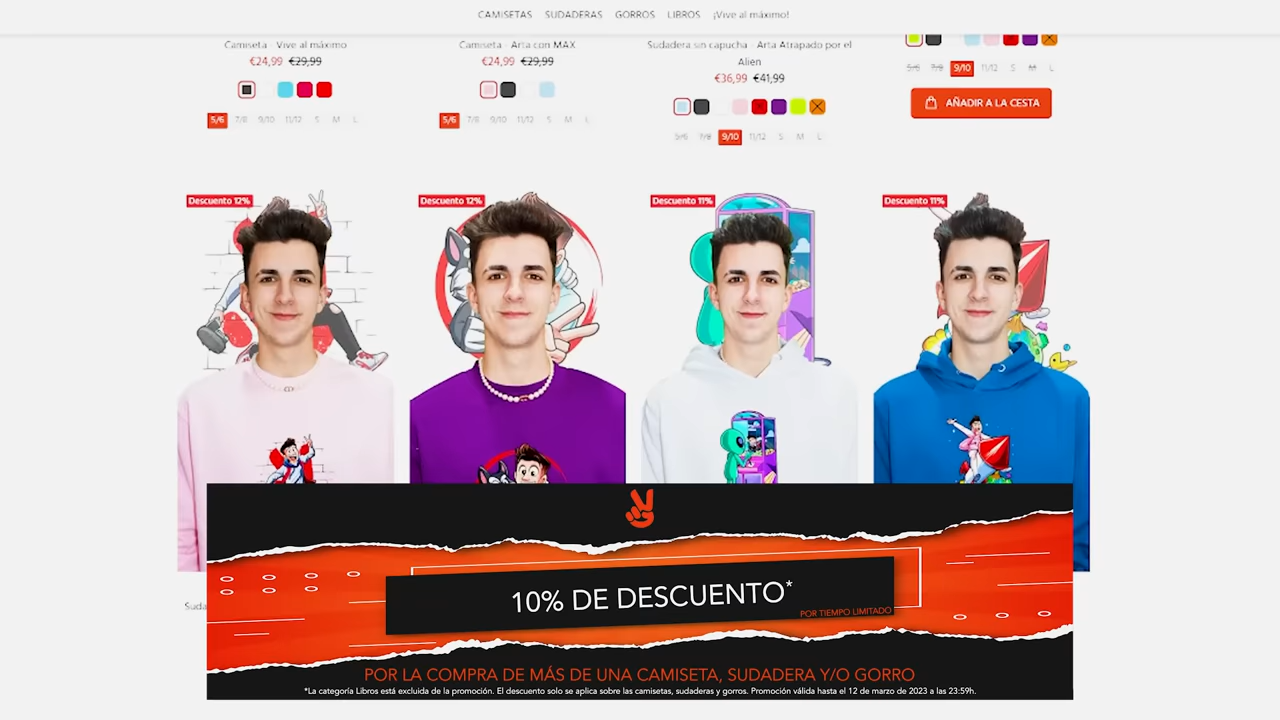 CAMISETAS SUDADERAS GORROS LIBROS ¡Vive al máximo!
Camiseta - Vive al máximo
€24,99 €29,99
5/6 7/8 9/10 11/12 S M L
Camiseta - Arta con MAX
€24,99 €29,99
5/6 7/8 9/10 11/12 S M L
Sudadera sin capucha - Arta Atrapado por el
Alien
€36,99 €41,99
5/6 7/8 9/10 11/12 S M L
5/6 7/8 9/10 11/12 S M L
AÑADIR A LA CESTA
Descuento 12%
Descuento 12%
Descuento 11%
Descuento 11%
Suda
10% DE DESCUENTO*
POR TIEMPO LIMITADO
POR LA COMPRA DE MÁS DE UNA CAMISETA, SUDADERA Y/O GORRO
*La categoría Libros está excluida de la promoción. El descuento solo se aplica sobre las camisetas, sudaderas y gorros. Promoción válida hasta el 12 de marzo de 2023 a las 23:59h.